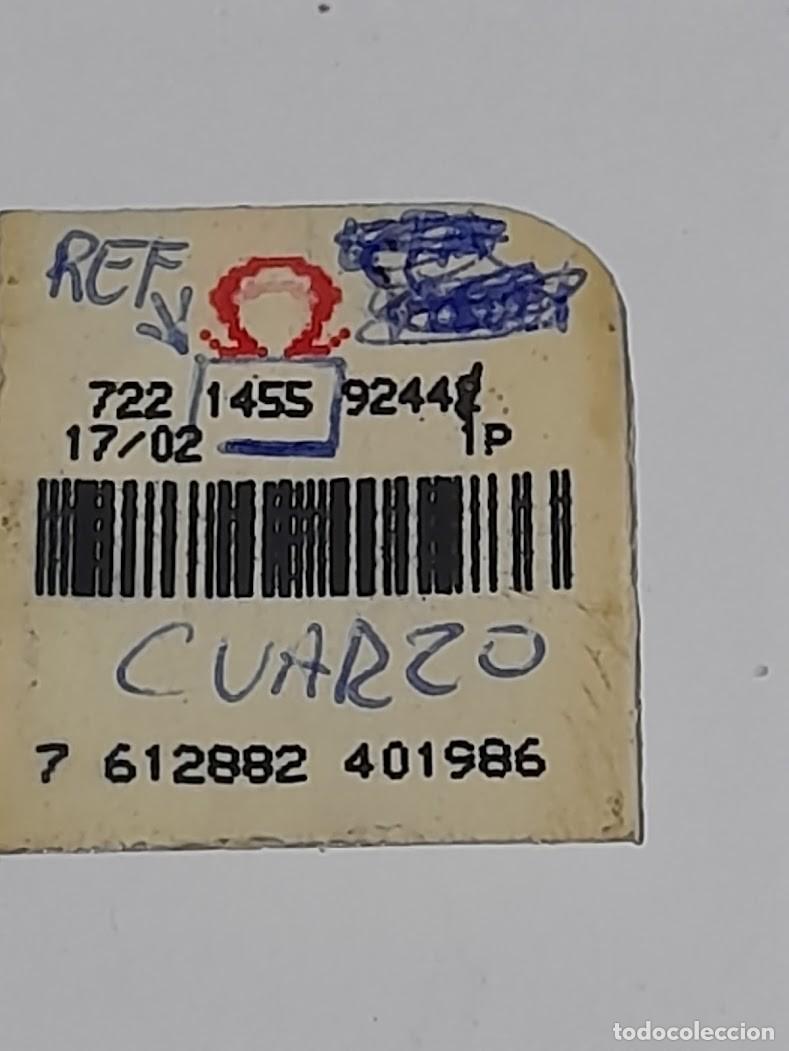 REF
722 1455 9244
17/02 1P
CUARZO
7 612882 401986
todocoleccion